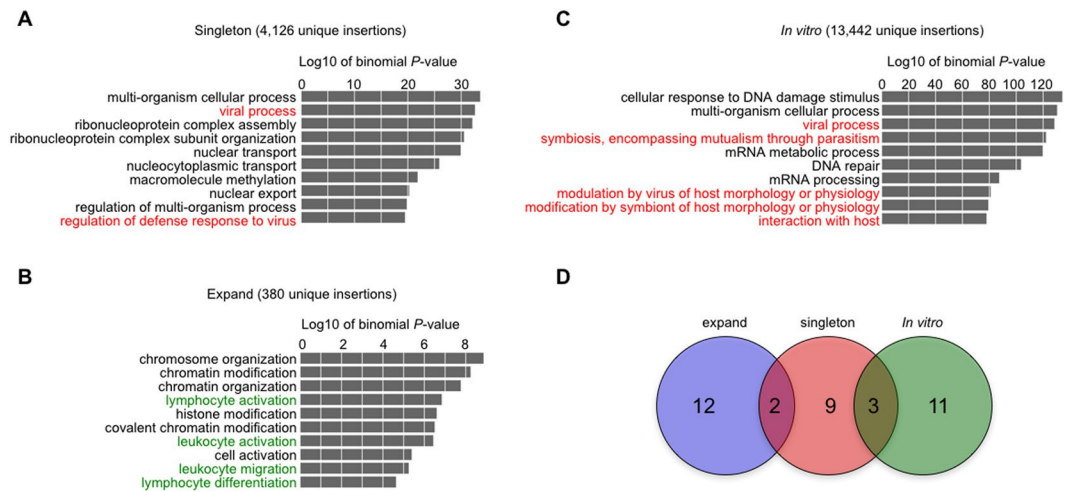 A
Singleton (4,126 unique insertions)
Log10 of binomial P-value
0 10 20 30
multi-organism cellular process
viral process
ribonucleoprotein complex assembly
ribonucleoprotein complex subunit organization
nuclear transport
nucleocytoplasmic transport
macromolecule methylation
nuclear export
regulation of multi-organism process
regulation of defense response to virus
B
Expand (380 unique insertions)
Log10 of binomial P-value
0 2 4 6 8
chromosome organization
chromatin modification
chromatin organization
lymphocyte activation
histone modification
covalent chromatin modification
leukocyte activation
cell activation
leukocyte migration
lymphocyte differentiation
C
In vitro (13,442 unique insertions)
Log10 of binomial P-value
0 20 40 60 80 100 120
cellular response to DNA damage stimulus
multi-organism cellular process
viral process
symbiosis, encompassing mutualism through parasitism
mRNA metabolic process
DNA repair
mRNA processing
modulation by virus of host morphology or physiology
modification by symbiont of host morphology or physiology
interaction with host
D
expand singleton In vitro
12 2 9 3 11